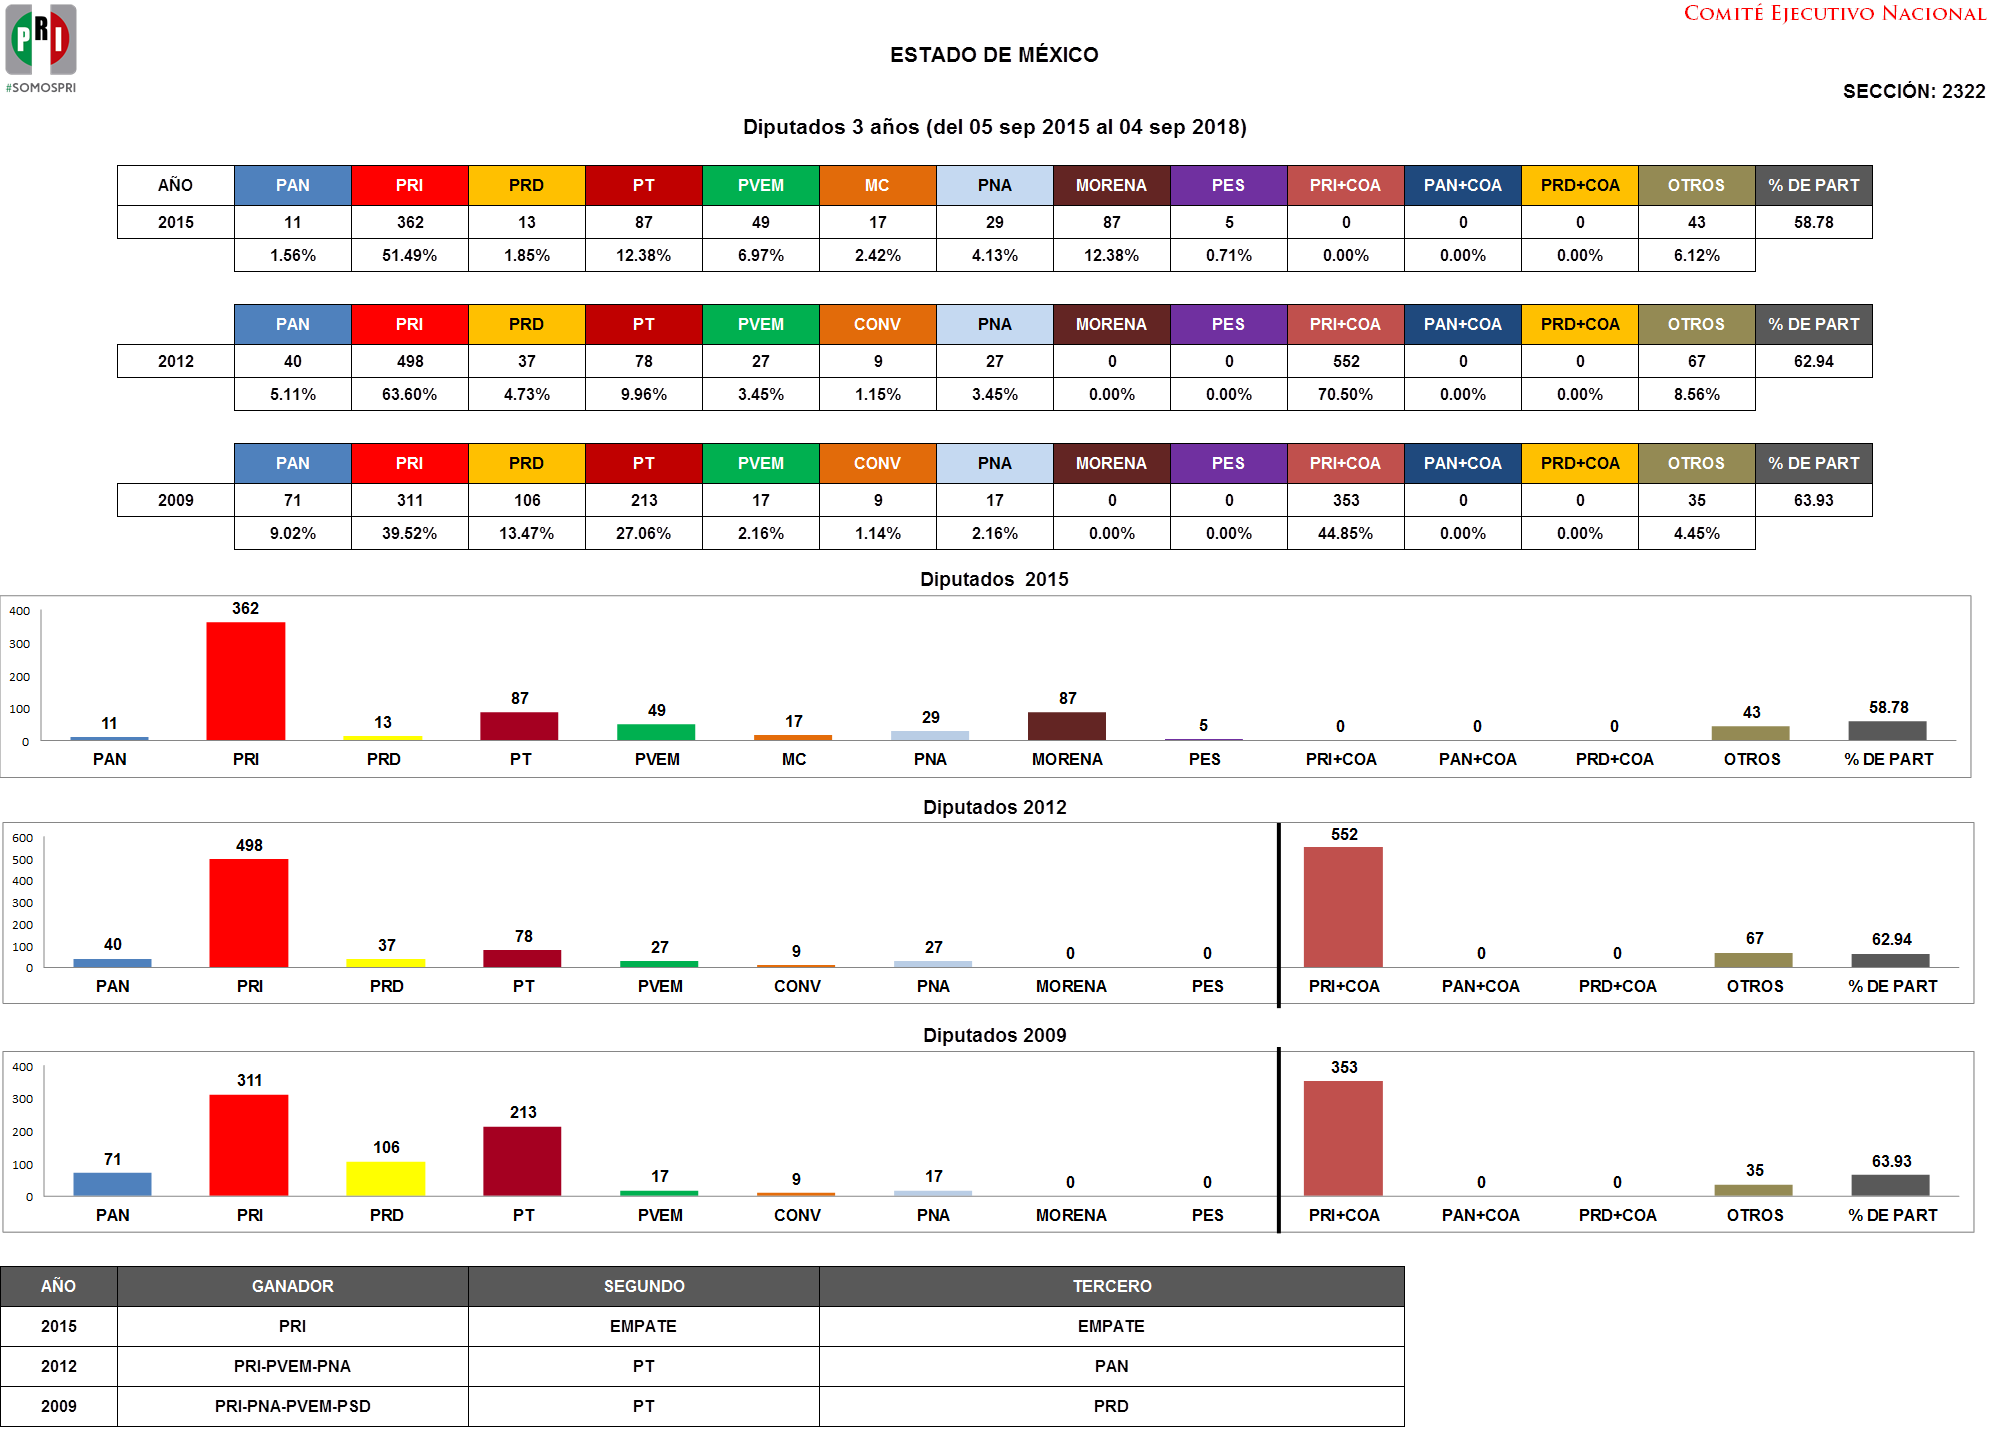 PRI
#SOMOSPRI
COMITÉ EJECUTIVO NACIONAL
ESTADO DE MÉXICO
SECCIÓN: 2322
Diputados 3 años (del 05 sep 2015 al 04 sep 2018)
AÑO PAN PRI PRD PT PVEM MC PNA MORENA PES PRI+COA PAN+COA PRD+COA OTROS % DE PART
2015 11 362 13 87 49 17 29 87 5 0 0 0 43 58.78
1.56% 51.49% 1.85% 12.38% 6.97% 2.42% 4.13% 12.38% 0.71% 0.00% 0.00% 0.00% 6.12%
PAN PRI PRD PT PVEM CONV PNA MORENA PES PRI+COA PAN+COA PRD+COA OTROS % DE PART
2012 40 498 37 78 27 9 27 0 0 552 0 0 67 62.94
5.11% 63.60% 4.73% 9.96% 3.45% 1.15% 3.45% 0.00% 0.00% 70.50% 0.00% 0.00% 8.56%
PAN PRI PRD PT PVEM CONV PNA MORENA PES PRI+COA PAN+COA PRD+COA OTROS % DE PART
2009 71 311 106 213 17 9 17 0 0 353 0 0 35 63.93
9.02% 39.52% 13.47% 27.06% 2.16% 1.14% 2.16% 0.00% 0.00% 44.85% 0.00% 0.00% 4.45%
Diputados 2015
400
300
200
100
0
362
11 13 87 49 17 29 87 5 0 0 0 43 58.78
PAN PRI PRD PT PVEM MC PNA MORENA PES PRI+COA PAN+COA PRD+COA OTROS % DE PART
Diputados 2012
600
500
400
300
200
100
0
40 498 37 78 27 9 27 0 0 552 0 0 67 62.94
PAN PRI PRD PT PVEM CONV PNA MORENA PES PRI+COA PAN+COA PRD+COA OTROS % DE PART
Diputados 2009
400
300
200
100
0
71 311 106 213 17 9 17 0 0 353 0 0 35 63.93
PAN PRI PRD PT PVEM CONV PNA MORENA PES PRI+COA PAN+COA PRD+COA OTROS % DE PART
AÑO GANADOR SEGUNDO TERCERO
2015 PRI EMPATE EMPATE
2012 PRI-PVEM-PNA PT PAN
2009 PRI-PNA-PVEM-PSD PT PRD